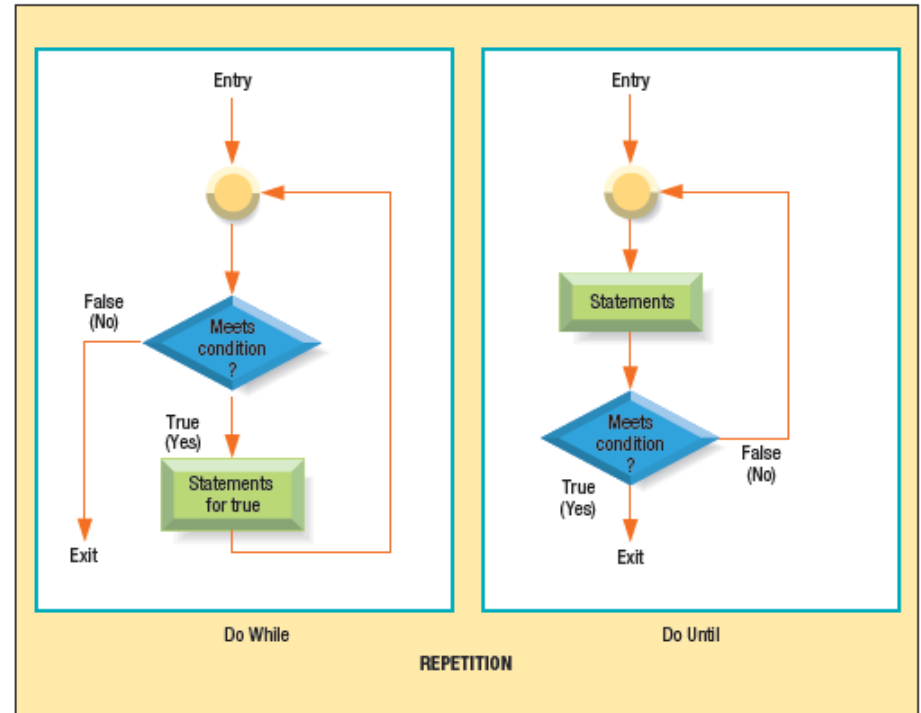 Entry
Meets
condition
?
False
(No)
True
(Yes)
Statements
for true
Exit
Do While
Entry
Statements
Meets
condition
?
False
(No)
True
(Yes)
Exit
Do Until
REPETITION